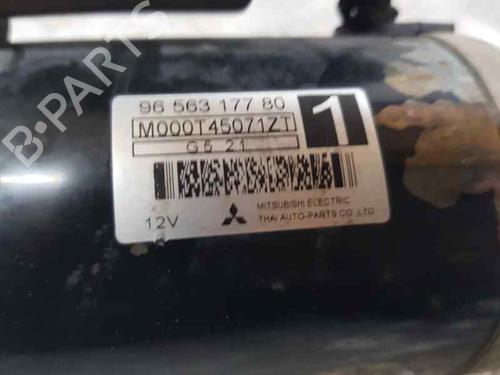 96 563 177 80
M000T45071ZT
1
G5 21
12V
MITSUBISHI ELECTRIC
THAI AUTO-PARTS CO.,LTD
B PARTS